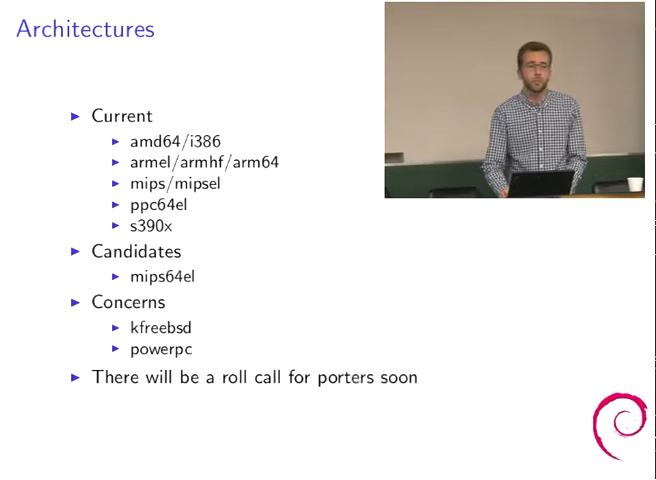 Architectures
Current
amd64/i386
armel/armhf/arm64
mips/mipsel
ppc64el
s390x
Candidates
mips64el
Concerns
kfreebsd
powerpc
There will be a roll call for porters soon